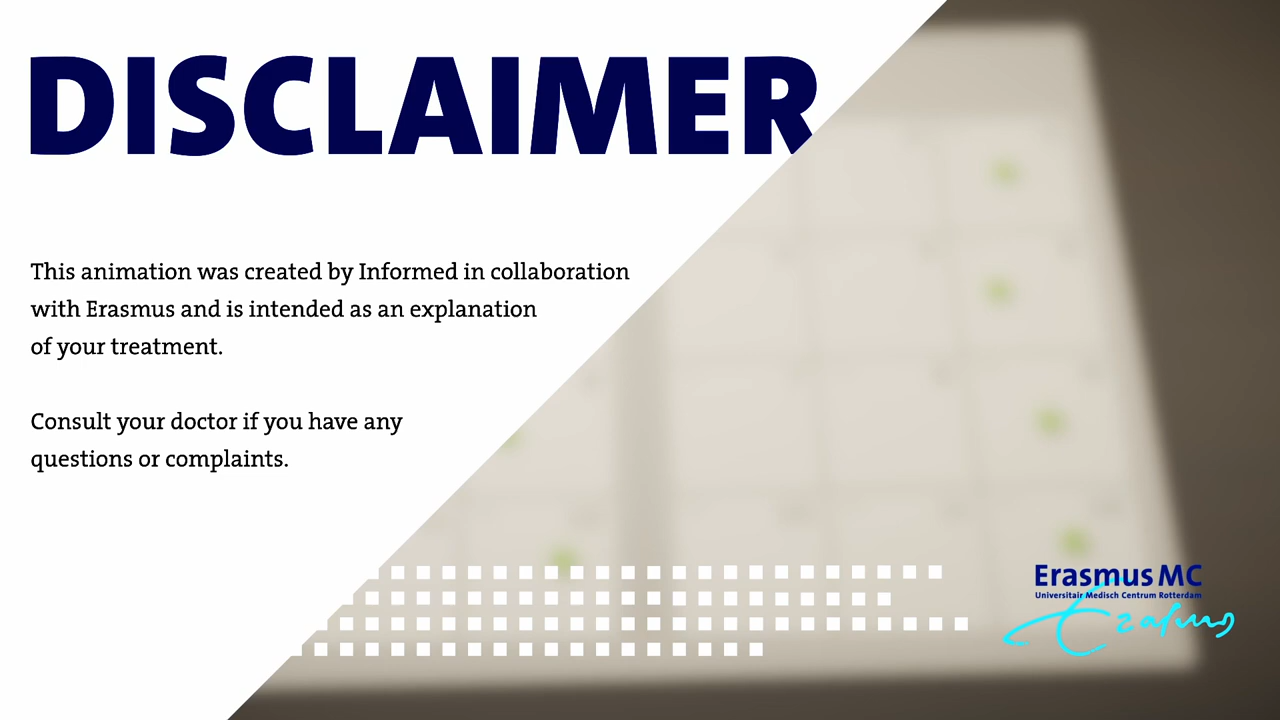 DISCLAIMER
This animation was created by Informed in collaboration
with Erasmus and is intended as an explanation
of your treatment.
Consult your doctor if you have any
questions or complaints.
Erasmus MC
Universitair Medisch Centrum Rotterdam
Erasmus